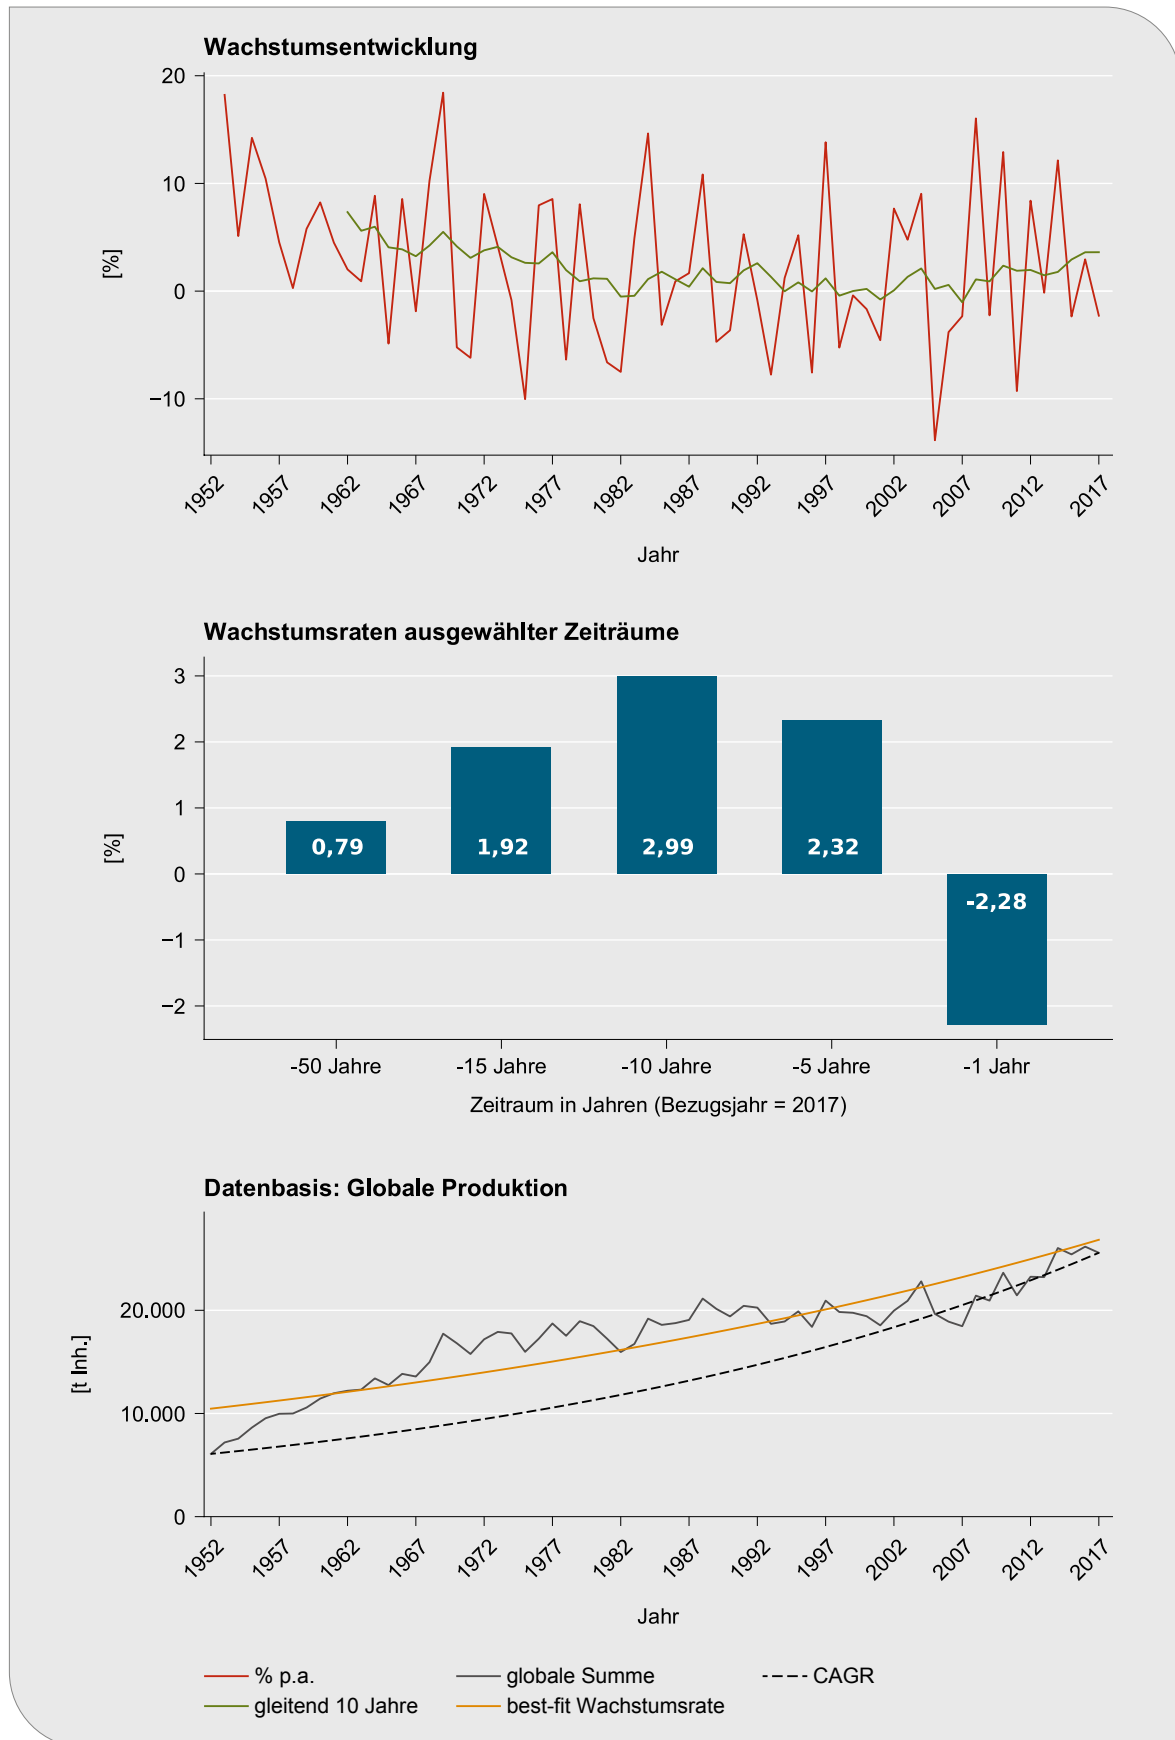 Wachstumsentwicklung
20
10
0
−10
[%]
1952 1957 1962 1967 1972 1977 1982 1987 1992 1997 2002 2007 2012 2017
Jahr
Wachstumsraten ausgewählter Zeiträume
3
2
1
0
−1
−2
[%]
0,79 1,92 2,99 2,32 -2,28
-50 Jahre -15 Jahre -10 Jahre -5 Jahre -1 Jahr
Zeitraum in Jahren (Bezugsjahr = 2017)
Datenbasis: Globale Produktion
20.000
10.000
0
[t Inh.]
1952 1957 1962 1967 1972 1977 1982 1987 1992 1997 2002 2007 2012 2017
Jahr
% p.a. globale Summe CAGR
gleitend 10 Jahre best-fit Wachstumsrate